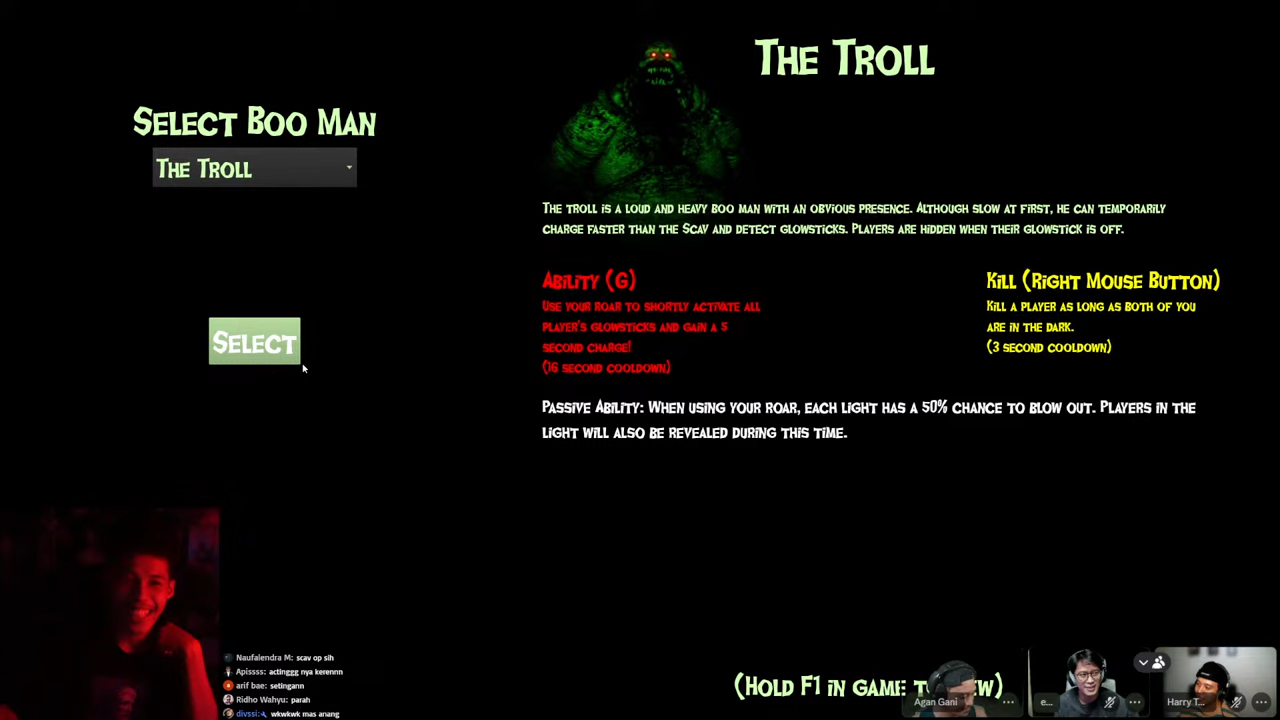 The Troll
Select Boo Man
The Troll
The troll is a loud and heavy boo man with an obvious presence. Although slow at first, he can temporarily
charge faster than the Scav and detect glowsticks. Players are hidden when their glowstick is off.
Ability (G)
Use your roar to shortly activate all
player's glowsticks and gain a 5
second charge!
(16 second cooldown)
Kill (Right Mouse Button)
Kill a player as long as both of you
are in the dark.
(3 second cooldown)
Select
Passive Ability: When using your roar, each light has a 50% chance to blow out. Players in the
light will also be revealed during this time.
Naufalendra M: scav op sih
Apissss: actinggg nya kerennn
arif bae: setingann
Ridho Wahyu: parah
divssi: wkwkwk mas anang
(Hold F1 in game to
Agan Gani
e...
Harry T...